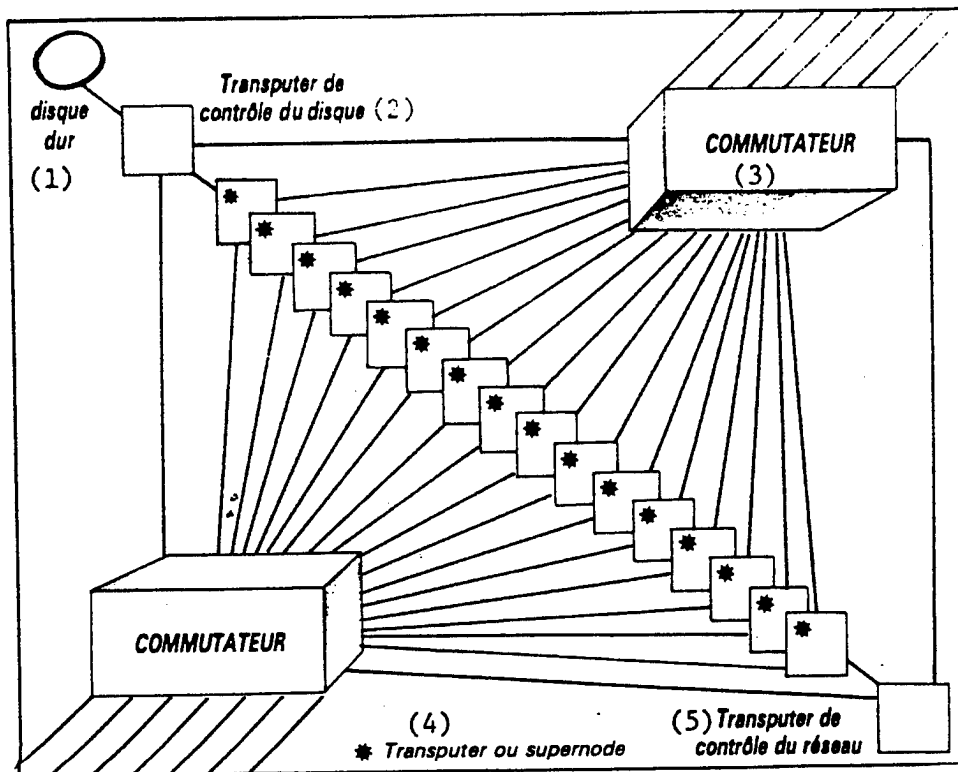 Transputer de
contrôle du disque (2)
disque
dur
(1)
COMMUTATEUR
(3)
COMMUTATEUR
(4)
✷ Transputer ou supernode
(5) Transputer de
contrôle du réseau